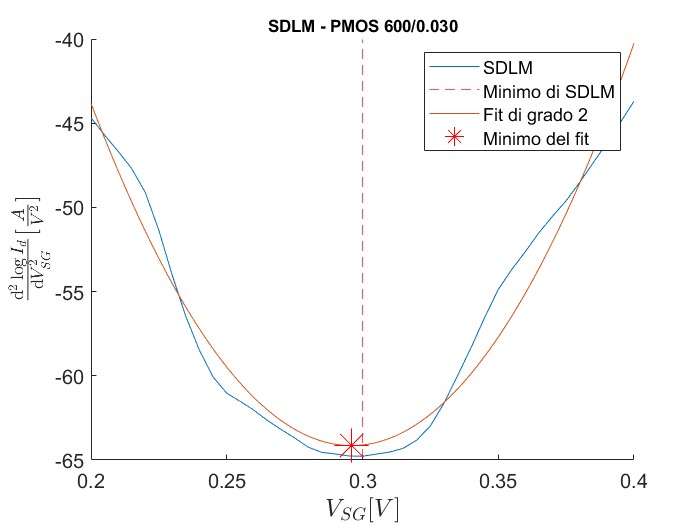 SDLM - PMOS 600/0.030
-40
-45
-50
-55
-60
-65
d² log I_d / dV²_SG [A/V²]
SDLM
Minimo di SDLM
Fit di grado 2
Minimo del fit
0.2 0.25 0.3 0.35 0.4
V_SG[V]